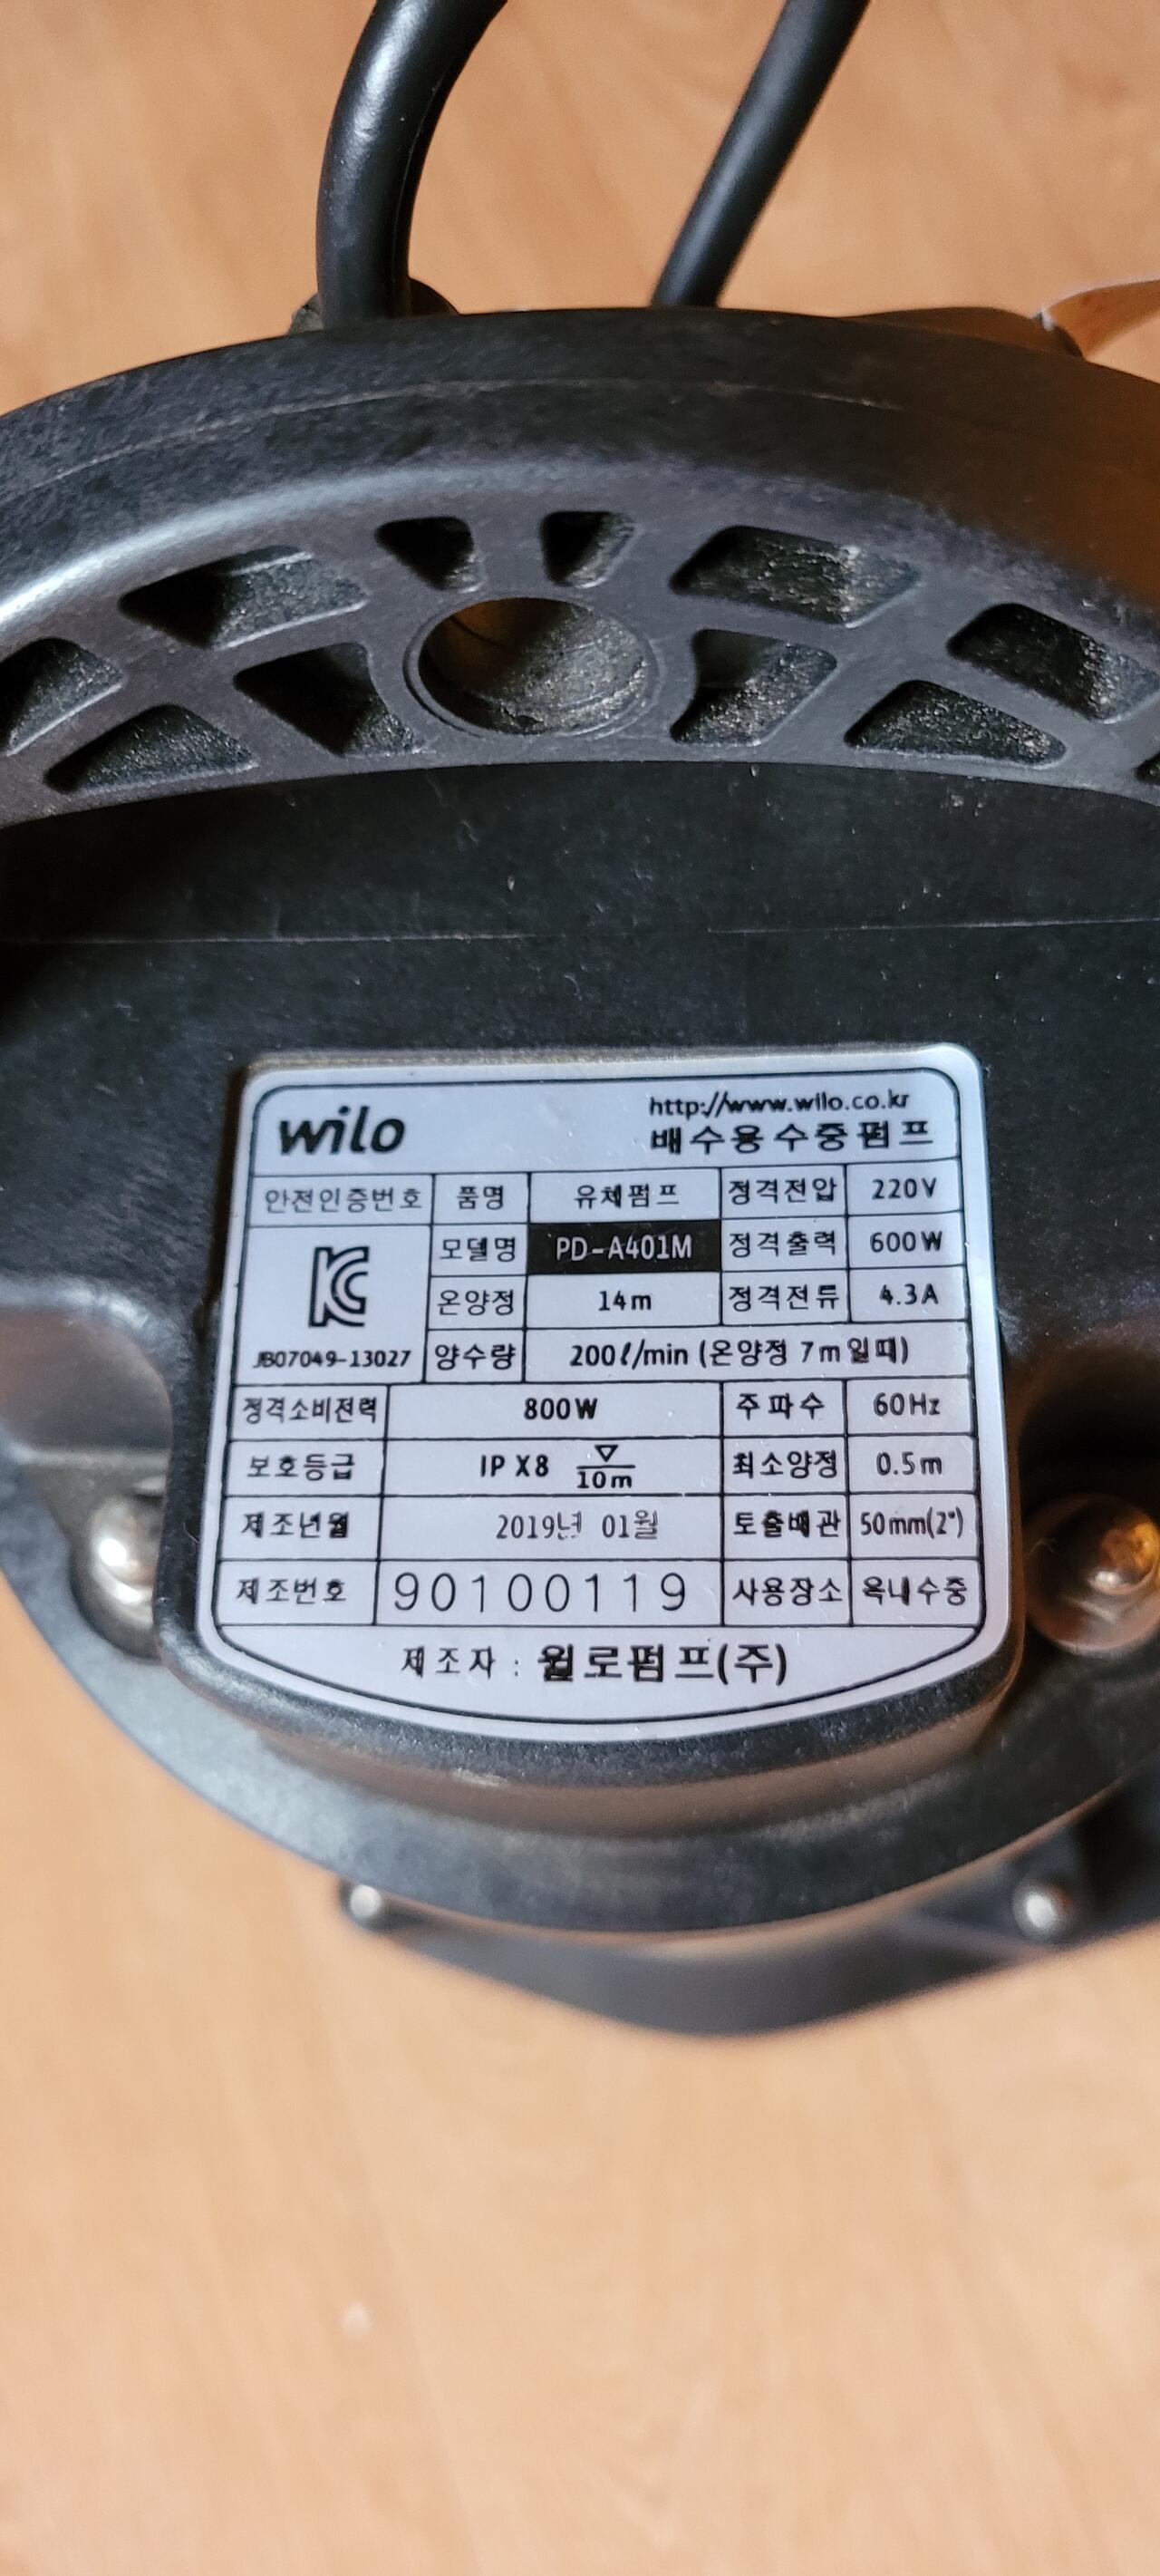 wilo
http://www.wilo.co.kr
배수용수중펌프
안전인증번호 품명 유체펌프 정격전압 220V
모델명 PD-A401M 정격출력 600W
온양정 14m 정격전류 4.3A
JB07049-13027 양수량 200ℓ/min (온양정 7m일때)
정격소비전력 800W 주파수 60Hz
보호등급 IP X8 ▽ 10m 최소양정 0.5m
제조년월 2019년 01월 토출배관 50mm(2")
제조번호 90100119 사용장소 옥내수중
제조자 : 윌로펌프(주)